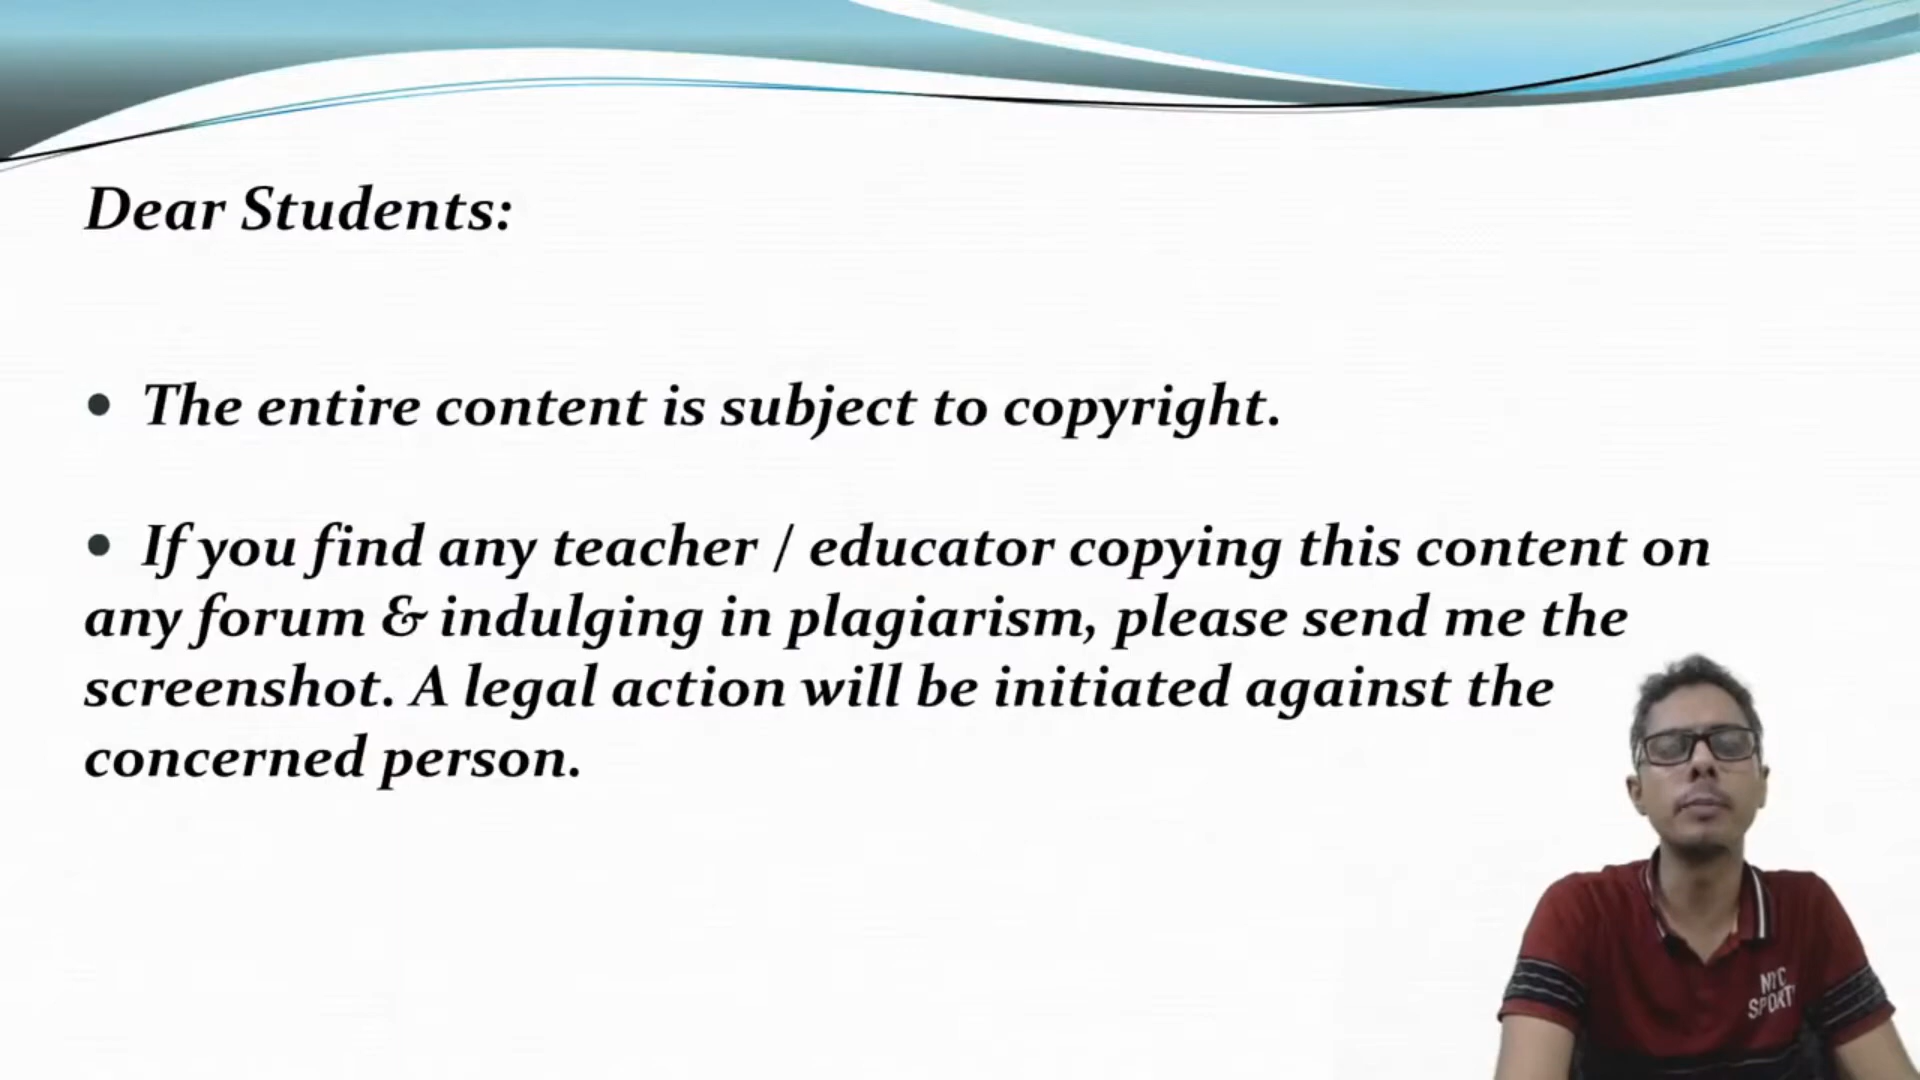 Dear Students:
• The entire content is subject to copyright.
• If you find any teacher / educator copying this content on
any forum & indulging in plagiarism, please send me the
screenshot. A legal action will be initiated against the
concerned person.
NYC
SPORT